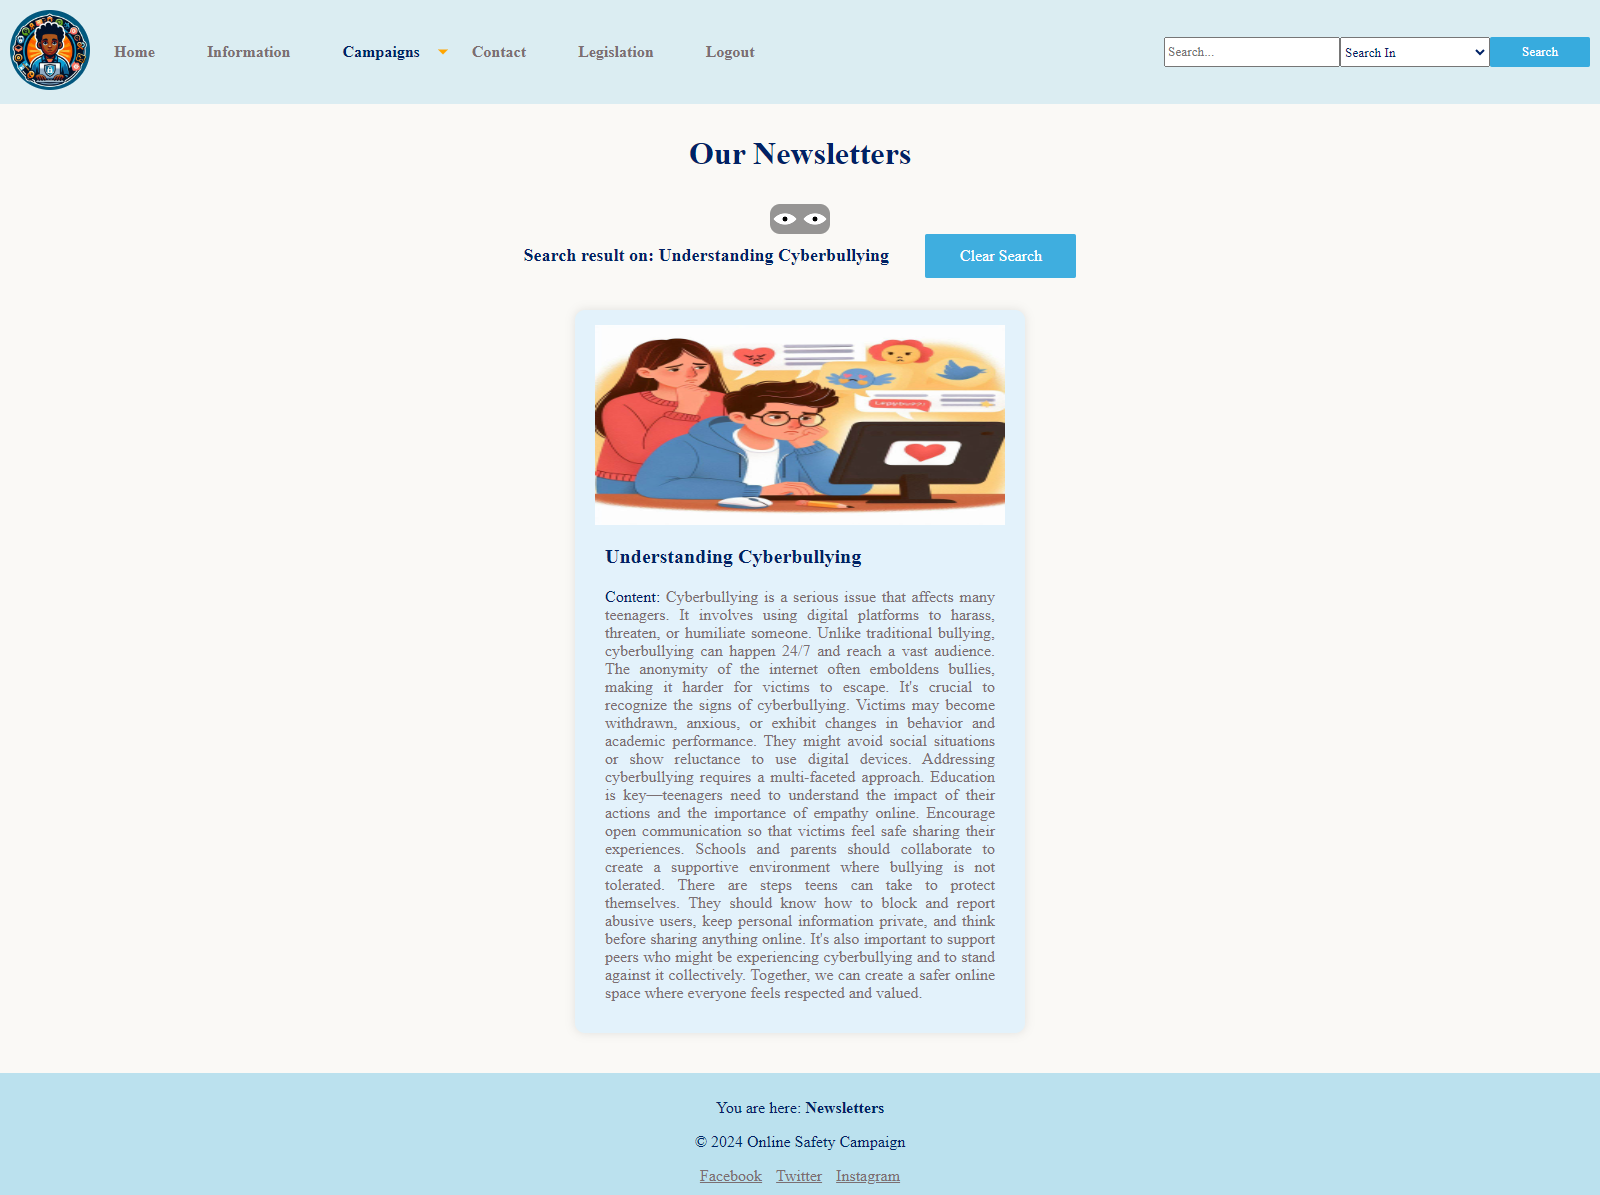 Home Information Campaigns Contact Legislation Logout Search... Search In Search
Our Newsletters
Search result on: Understanding Cyberbullying Clear Search
Understanding Cyberbullying
Content: Cyberbullying is a serious issue that affects many
teenagers. It involves using digital platforms to harass,
threaten, or humiliate someone. Unlike traditional bullying,
cyberbullying can happen 24/7 and reach a vast audience.
The anonymity of the internet often emboldens bullies,
making it harder for victims to escape. It's crucial to
recognize the signs of cyberbullying. Victims may become
withdrawn, anxious, or exhibit changes in behavior and
academic performance. They might avoid social situations
or show reluctance to use digital devices. Addressing
cyberbullying requires a multi-faceted approach. Education
is key—teenagers need to understand the impact of their
actions and the importance of empathy online. Encourage
open communication so that victims feel safe sharing their
experiences. Schools and parents should collaborate to
create a supportive environment where bullying is not
tolerated. There are steps teens can take to protect
themselves. They should know how to block and report
abusive users, keep personal information private, and think
before sharing anything online. It's also important to support
peers who might be experiencing cyberbullying and to stand
against it collectively. Together, we can create a safer online
space where everyone feels respected and valued.
You are here: Newsletters
© 2024 Online Safety Campaign
Facebook Twitter Instagram